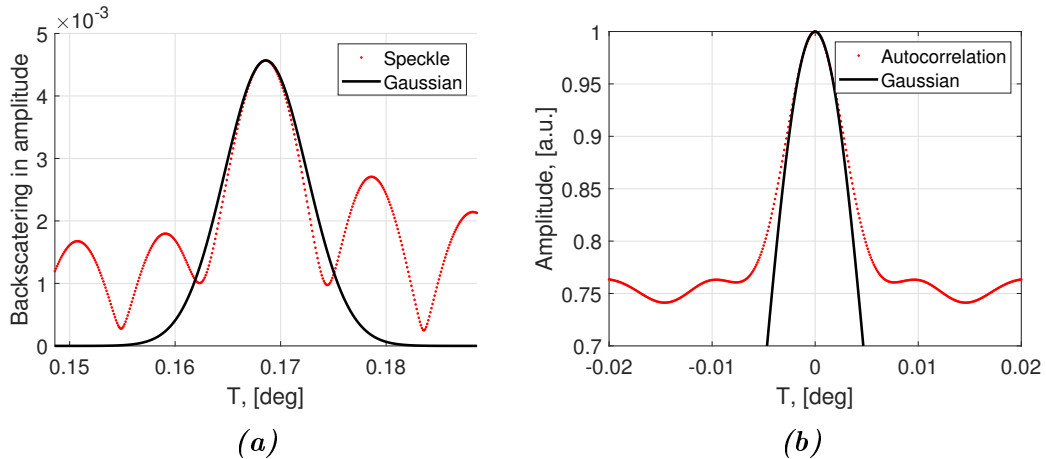 ×10-3
Backscatering in amplitude
5
4
3
2
1
0
Speckle
Gaussian
0.15
0.16
0.17
0.18
T, [deg]
(a)
Amplitude, [a.u.]
1
0.95
0.9
0.85
0.8
0.75
0.7
Autocorrelation
Gaussian
-0.02
-0.01
0
0.01
0.02
T, [deg]
(b)